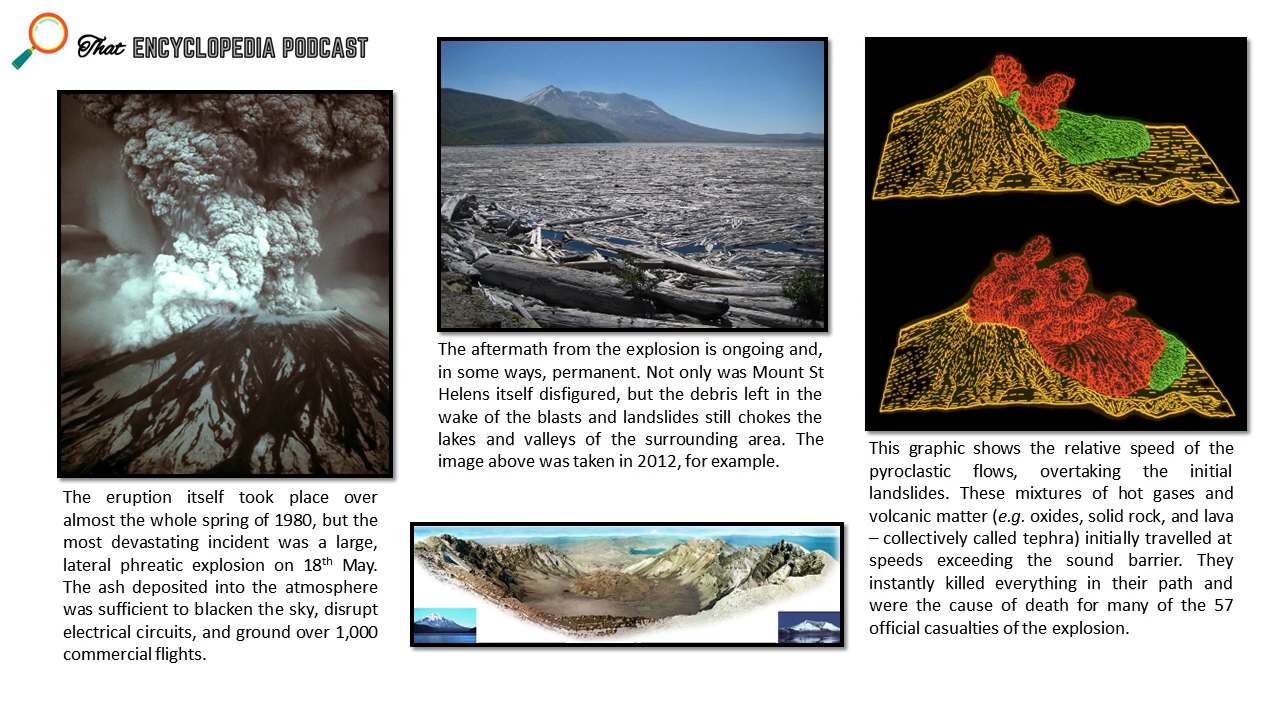 That ENCYCLOPEDIA PODCAST
The eruption itself took place over
almost the whole spring of 1980, but the
most devastating incident was a large,
lateral phreatic explosion on 18th May.
The ash deposited into the atmosphere
was sufficient to blacken the sky, disrupt
electrical circuits, and ground over 1,000
commercial flights.
The aftermath from the explosion is ongoing and,
in some ways, permanent. Not only was Mount St
Helens itself disfigured, but the debris left in the
wake of the blasts and landslides still chokes the
lakes and valleys of the surrounding area. The
image above was taken in 2012, for example.
This graphic shows the relative speed of the
pyroclastic flows, overtaking the initial
landslides. These mixtures of hot gases and
volcanic matter (e.g. oxides, solid rock, and lava
– collectively called tephra) initially travelled at
speeds exceeding the sound barrier. They
instantly killed everything in their path and
were the cause of death for many of the 57
official casualties of the explosion.